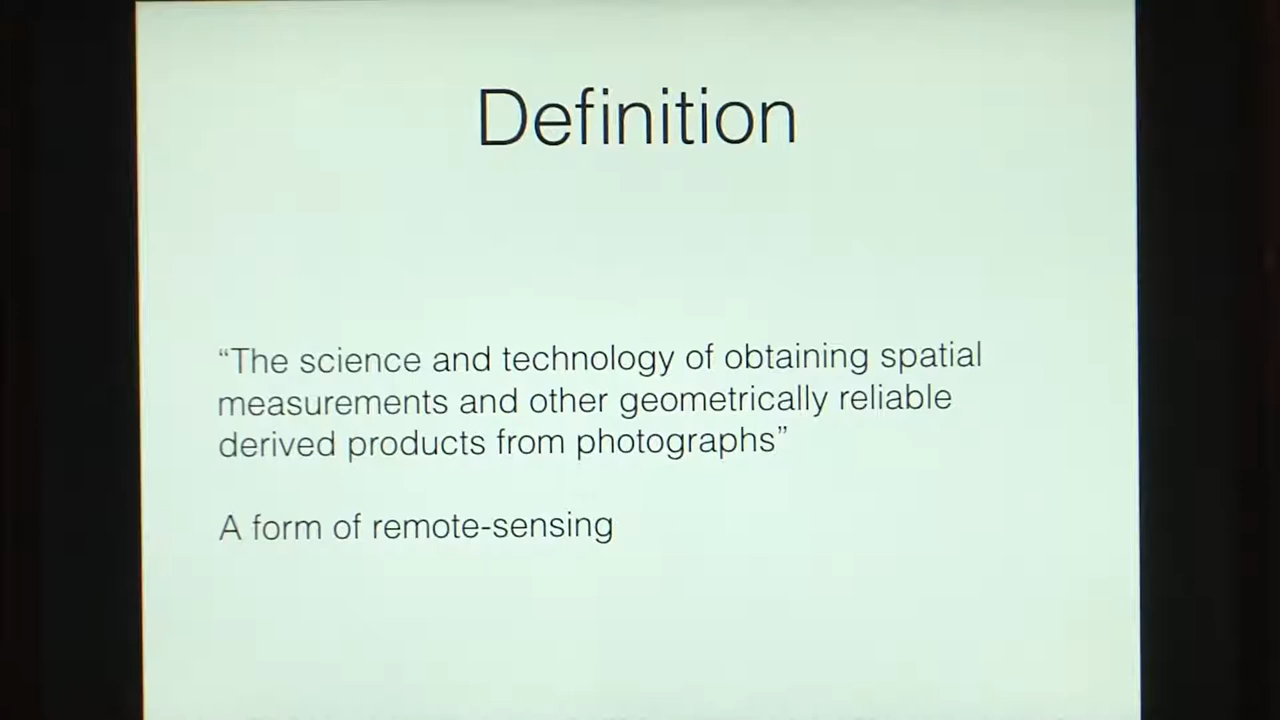 Definition
“The science and technology of obtaining spatial
measurements and other geometrically reliable
derived products from photographs”
A form of remote-sensing